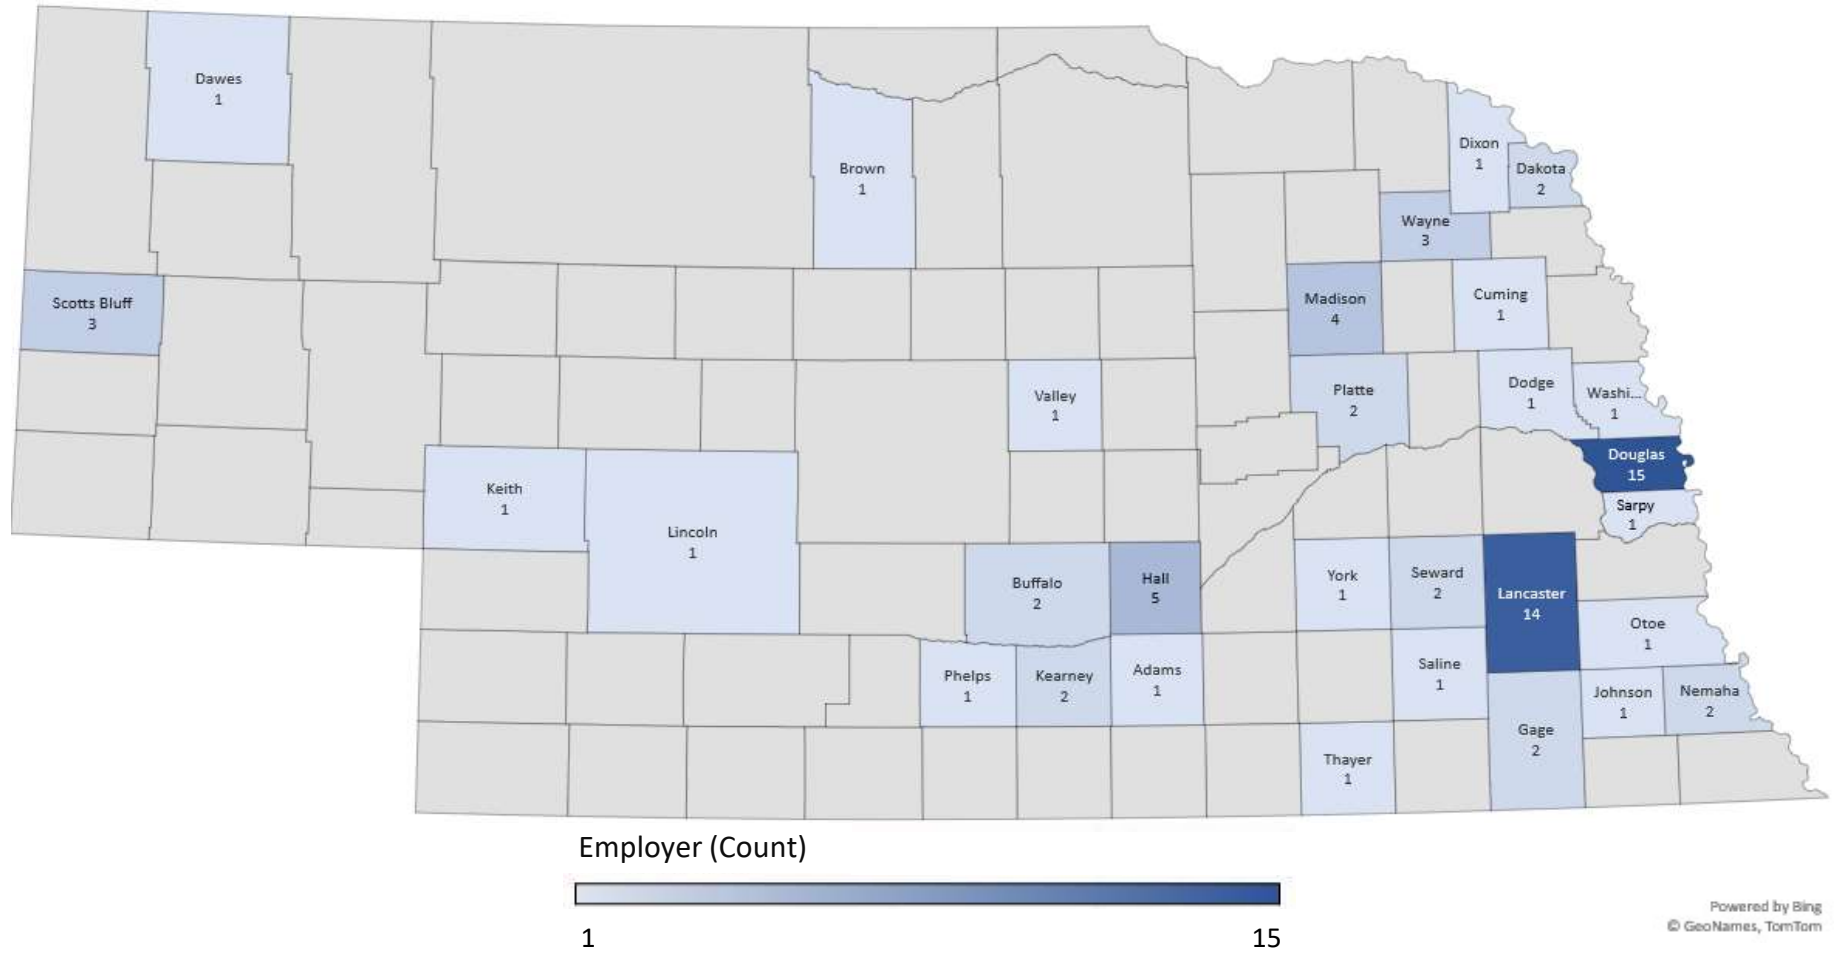 Dawes
1
Brown
1
Dixon
1
Dakota
2
Wayne
3
Scotts Bluff
3
Madison
4
Cuming
1
Valley
1
Platte
2
Dodge
1
Washi...
1
Douglas
15
Sarpy
1
Keith
1
Lincoln
1
Buffalo
2
Hall
5
York
1
Seward
2
Lancaster
14
Otoe
1
Phelps
1
Kearney
2
Adams
1
Saline
1
Johnson
1
Nemaha
2
Gage
2
Thayer
1
Employer (Count)
1
15
Powered by Bing
© GeoNames, TomTom